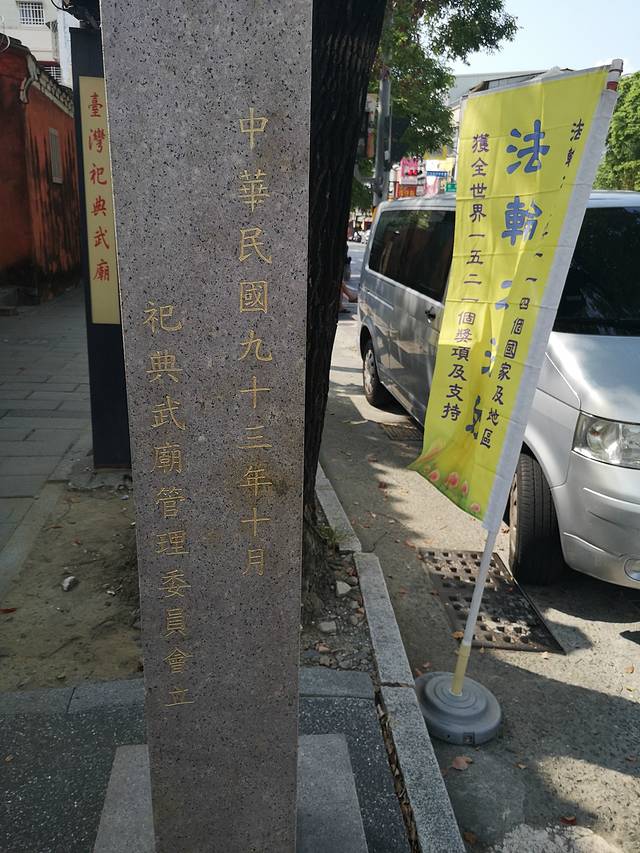 中華民國九十三年十月
祀典武廟管理委員會立
臺灣祀典武廟
法輪
獲全世界一五二一個獎項及支持
一四個國家及地區